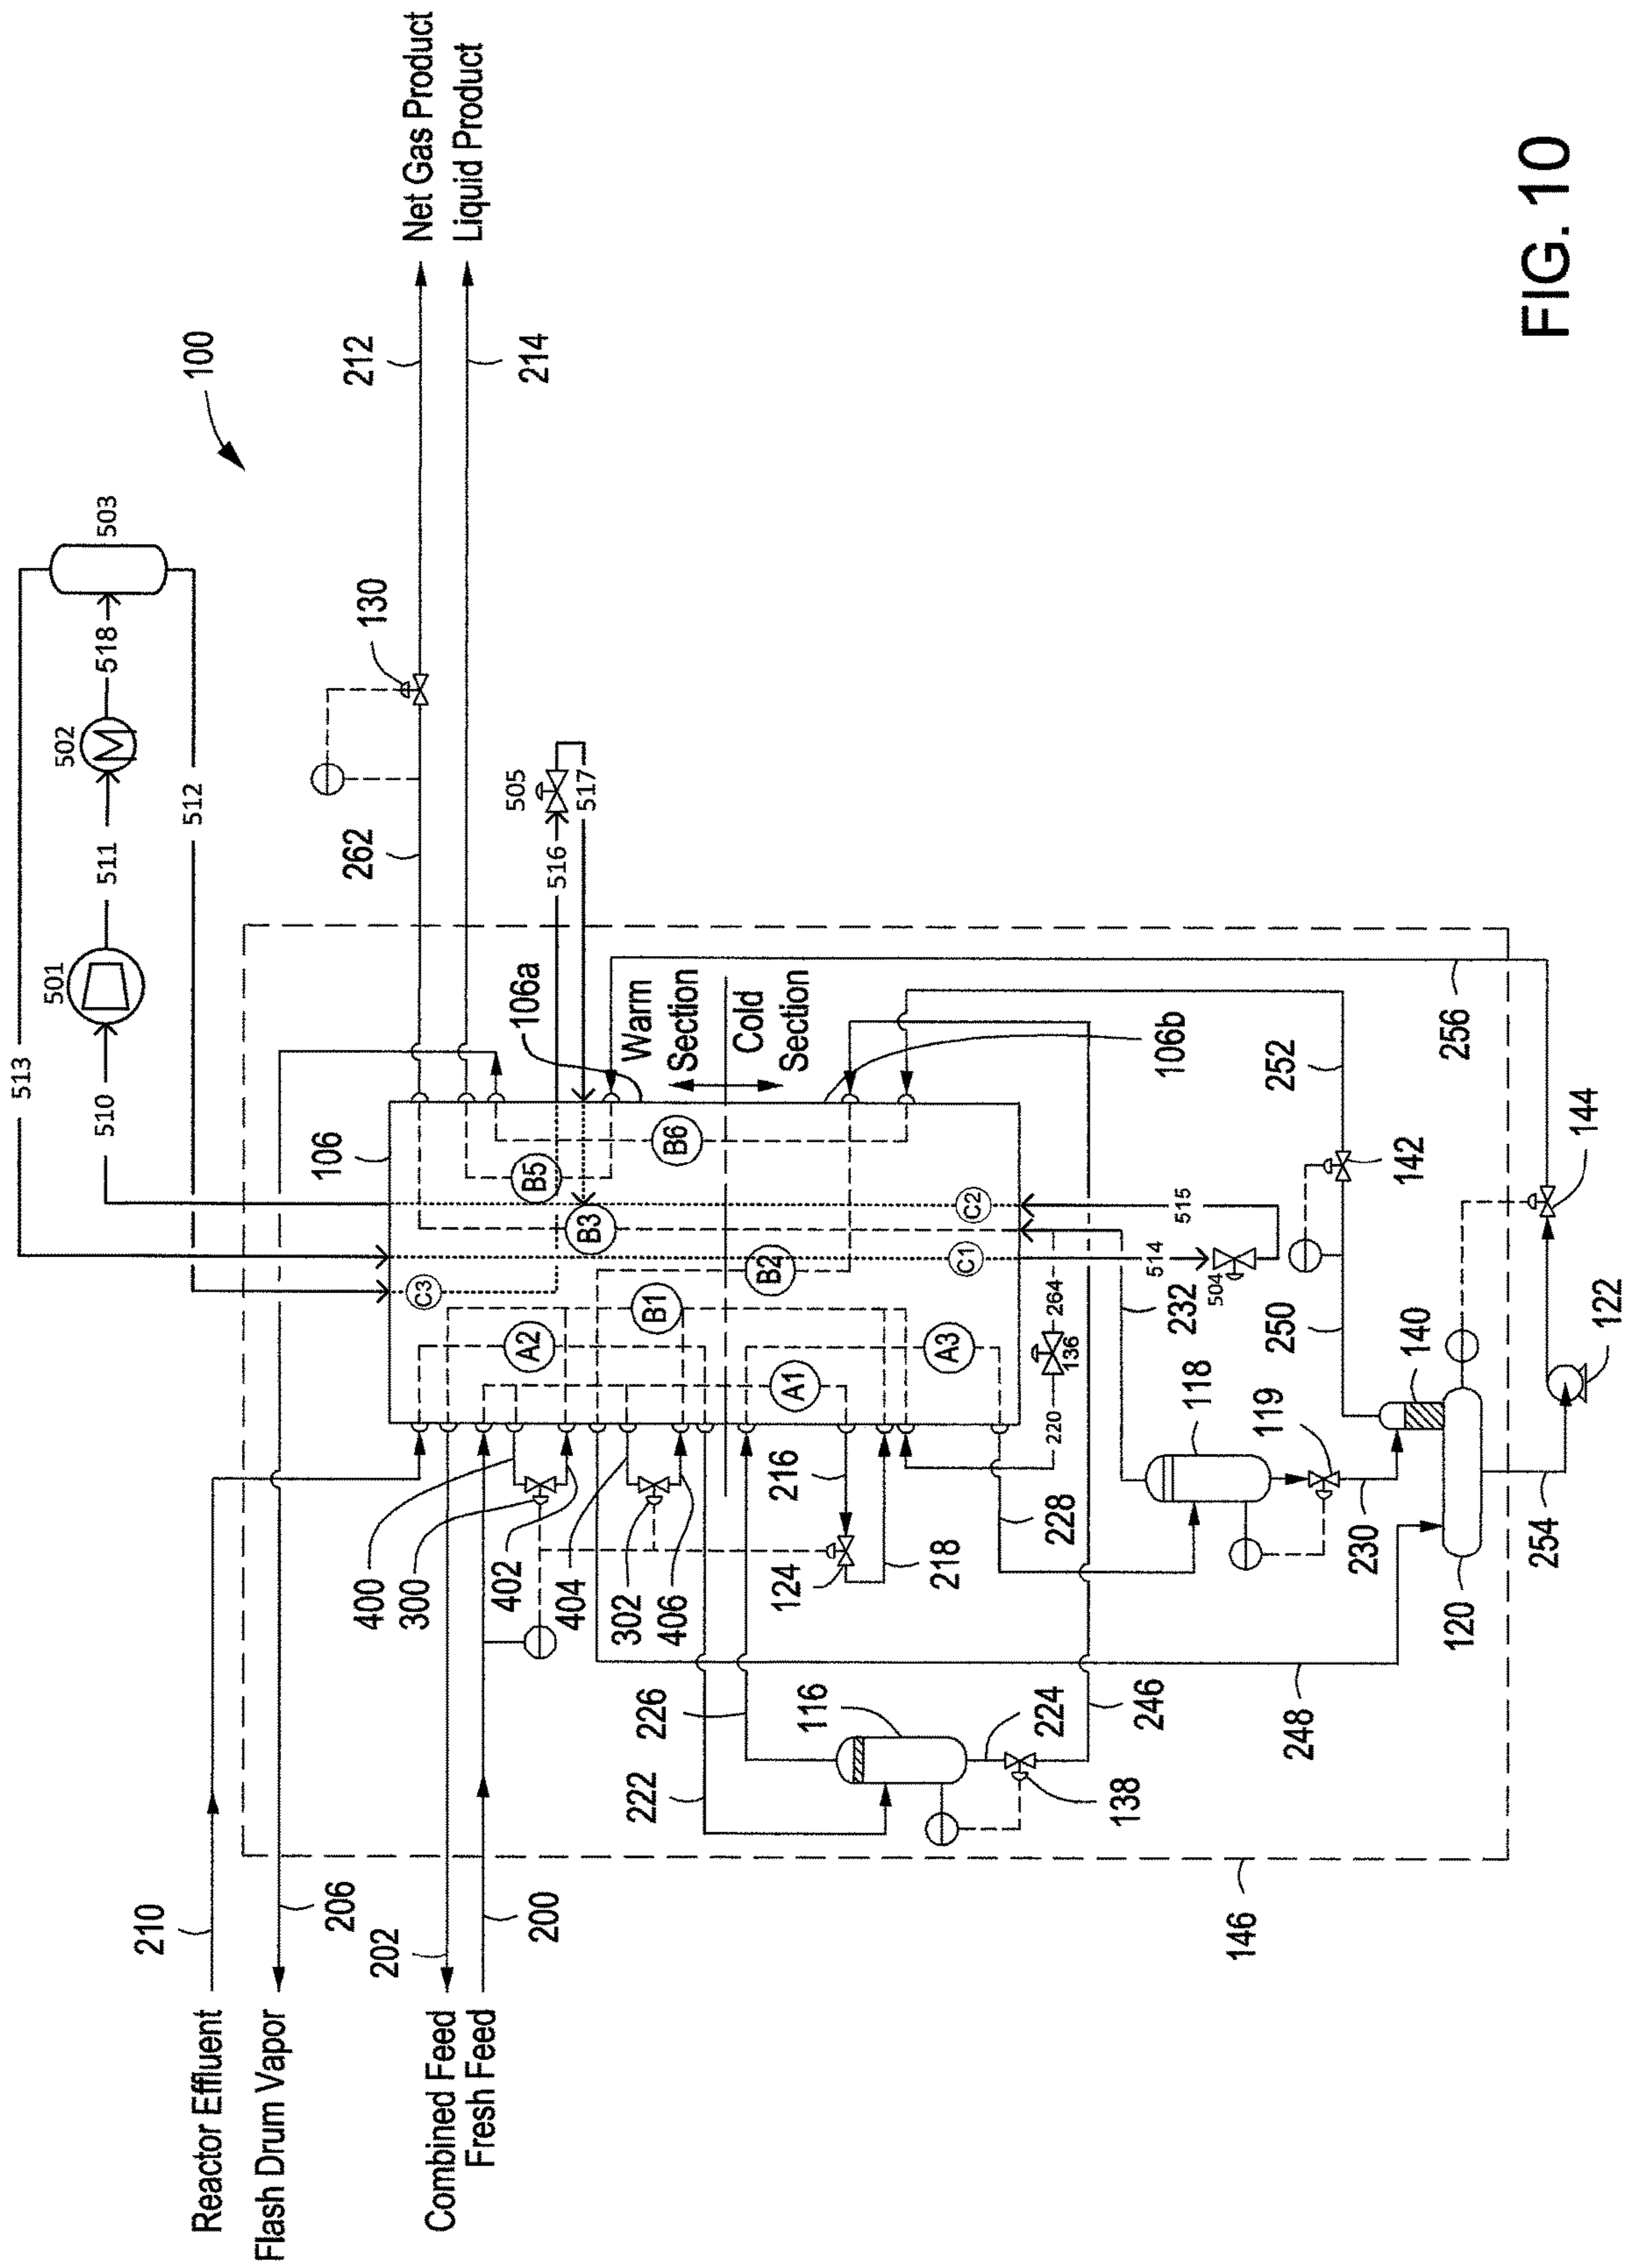 Reactor Effluent
Flash Drum Vapor
Combined Feed
Fresh Feed
Net Gas Product
Liquid Product
FIG. 10
100
513
510
501
511
502
M
518
503
512
210
206
202
200
212
214
130
262
505
516
517
106
106a
Warm
Section
Cold
Section
106b
C3
C1
C2
B3
B5
B6
B2
B1
A2
A1
A3
400
300
402
404
302
406
222
226
116
224
138
246
248
146
124
216
218
228
220
136
264
232
514
504
515
118
119
230
250
140
142
252
256
144
122
120
254